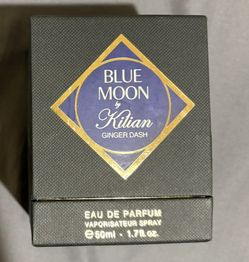 BLUE MOON
by
Kilian
GINGER DASH
EAU DE PARFUM
VAPORISATEUR SPRAY
℮50ml - 1.7fl.oz.